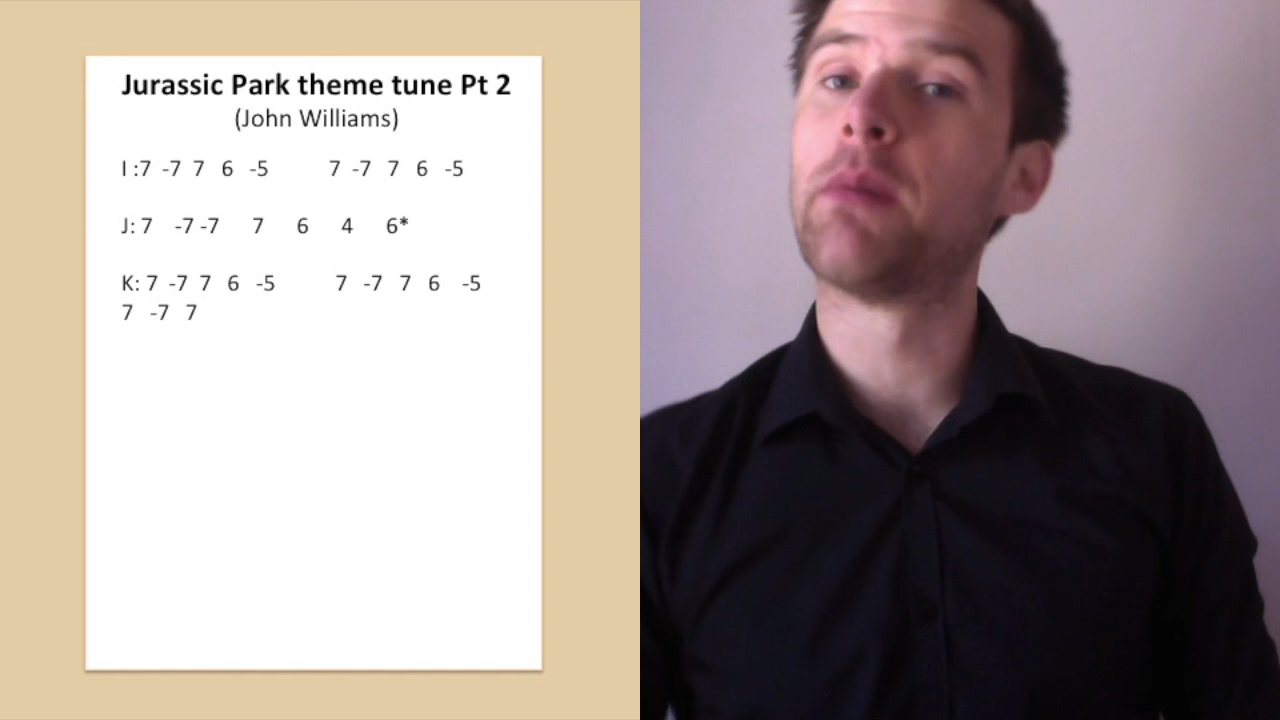 Jurassic Park theme tune Pt 2
(John Williams)
I :7 -7 7 6 -5 7 -7 7 6 -5
J: 7 -7 -7 7 6 4 6*
K: 7 -7 7 6 -5 7 -7 7 6 -5
7 -7 7